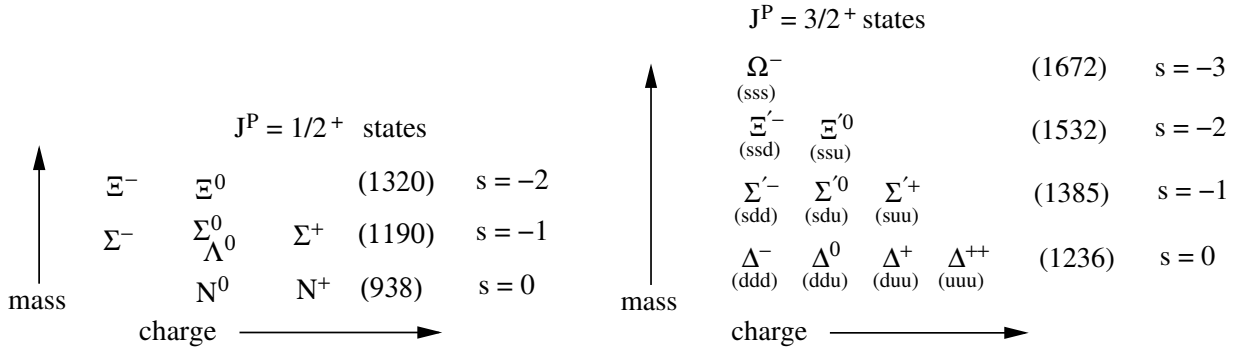 J^P = 1/2^+ states
Ξ^− Ξ^0 (1320) s = −2
Σ^− Σ^0 Λ^0 Σ^+ (1190) s = −1
N^0 N^+ (938) s = 0
mass
charge
J^P = 3/2^+ states
Ω^− (1672) s = −3
(sss)
Ξ′^− Ξ′^0 (1532) s = −2
(ssd) (ssu)
Σ′^− Σ′^0 Σ′^+ (1385) s = −1
(sdd) (sdu) (suu)
Δ^− Δ^0 Δ^+ Δ^++ (1236) s = 0
(ddd) (ddu) (duu) (uuu)
mass
charge